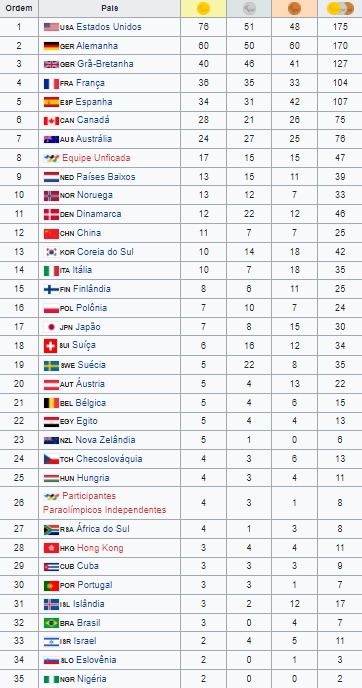 Ordem País
1 USA Estados Unidos 76 51 48 175
2 GER Alemanha 60 50 60 170
3 GBR Grã-Bretanha 40 46 41 127
4 FRA França 36 35 33 104
5 ESP Espanha 34 31 42 107
6 CAN Canadá 28 21 26 75
7 AUS Austrália 24 27 25 76
8 Equipe Unficada 17 15 15 47
9 NED Países Baixos 13 15 11 39
10 NOR Noruega 13 12 7 33
11 DEN Dinamarca 12 22 12 46
12 CHN China 11 7 7 25
13 KOR Coreia do Sul 10 14 18 42
14 ITA Itália 10 7 18 35
15 FIN Finlândia 8 6 11 25
16 POL Polônia 7 10 7 24
17 JPN Japão 7 8 15 30
18 SUI Suíça 6 16 12 34
19 SWE Suécia 5 22 8 35
20 AUT Áustria 5 4 13 22
21 BEL Bélgica 5 4 6 15
22 EGY Egito 5 4 4 13
23 NZL Nova Zelândia 5 1 0 6
24 TCH Checoslováquia 4 3 6 13
25 HUN Hungria 4 3 4 11
26 Participantes
Paraolímpicos Independentes 4 3 1 8
27 RSA África do Sul 4 1 3 8
28 HKG Hong Kong 3 4 4 11
29 CUB Cuba 3 3 3 9
30 POR Portugal 3 3 1 7
31 ISL Islândia 3 2 12 17
32 BRA Brasil 3 0 4 7
33 ISR Israel 2 4 5 11
34 SLO Eslovênia 2 0 1 3
35 NGR Nigéria 2 0 0 2